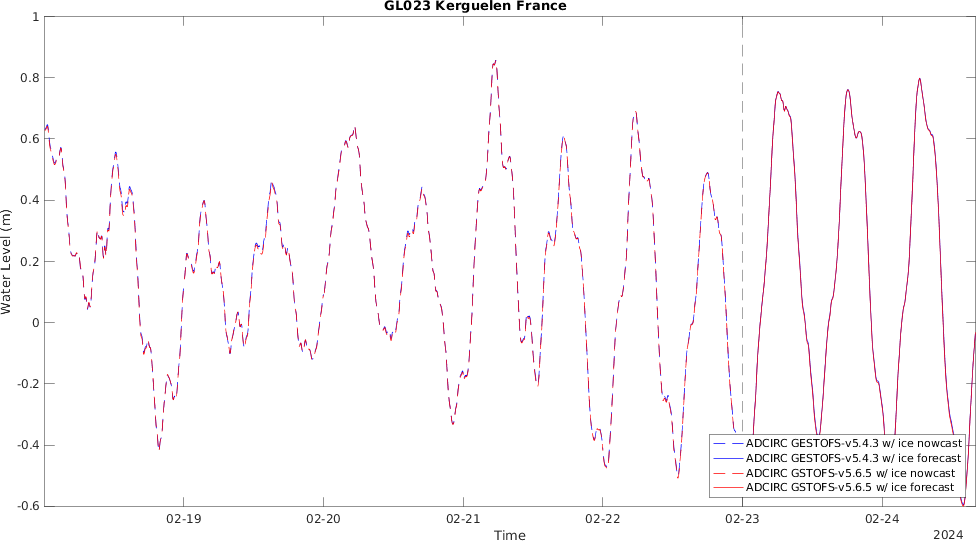 GL023 Kerguelen France
1
0.8
0.6
0.4
0.2
0
-0.2
-0.4
-0.6
Water Level (m)
ADCIRC GESTOFS-v5.4.3 w/ ice nowcast
ADCIRC GESTOFS-v5.4.3 w/ ice forecast
ADCIRC GSTOFS-v5.6.5 w/ ice nowcast
ADCIRC GSTOFS-v5.6.5 w/ ice forecast
02-19 02-20 02-21 02-22 02-23 02-24
Time
2024